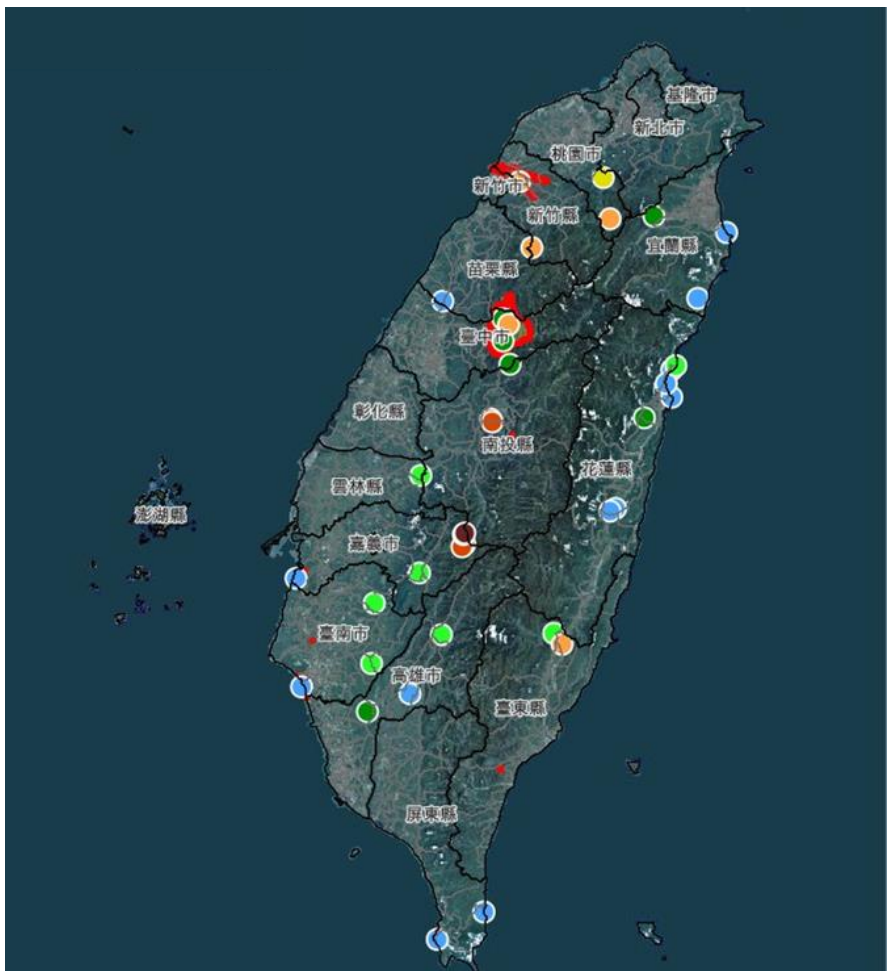 基隆市
新北市
桃園市
新竹市
新竹縣
宜蘭縣
苗栗縣
臺中市
彰化縣
南投縣
花蓮縣
雲林縣
澎湖縣
嘉義市
臺南市
高雄市
臺東縣
屏東縣